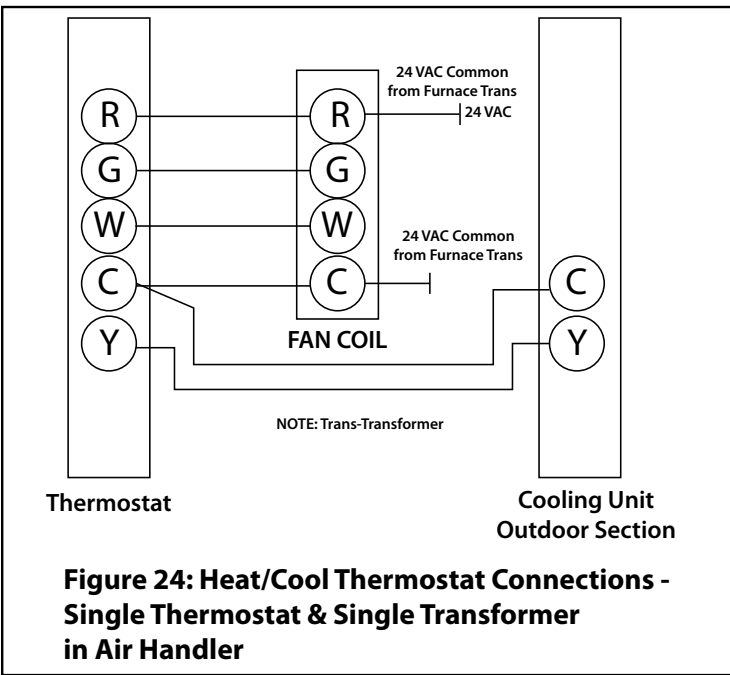 24 VAC Common
from Furnace Trans
24 VAC
R
R
G
G
W
W
24 VAC Common
from Furnace Trans
C
C
C
Y
Y
FAN COIL
NOTE: Trans-Transformer
Thermostat
Cooling Unit
Outdoor Section
Figure 24: Heat/Cool Thermostat Connections -
Single Thermostat & Single Transformer
in Air Handler